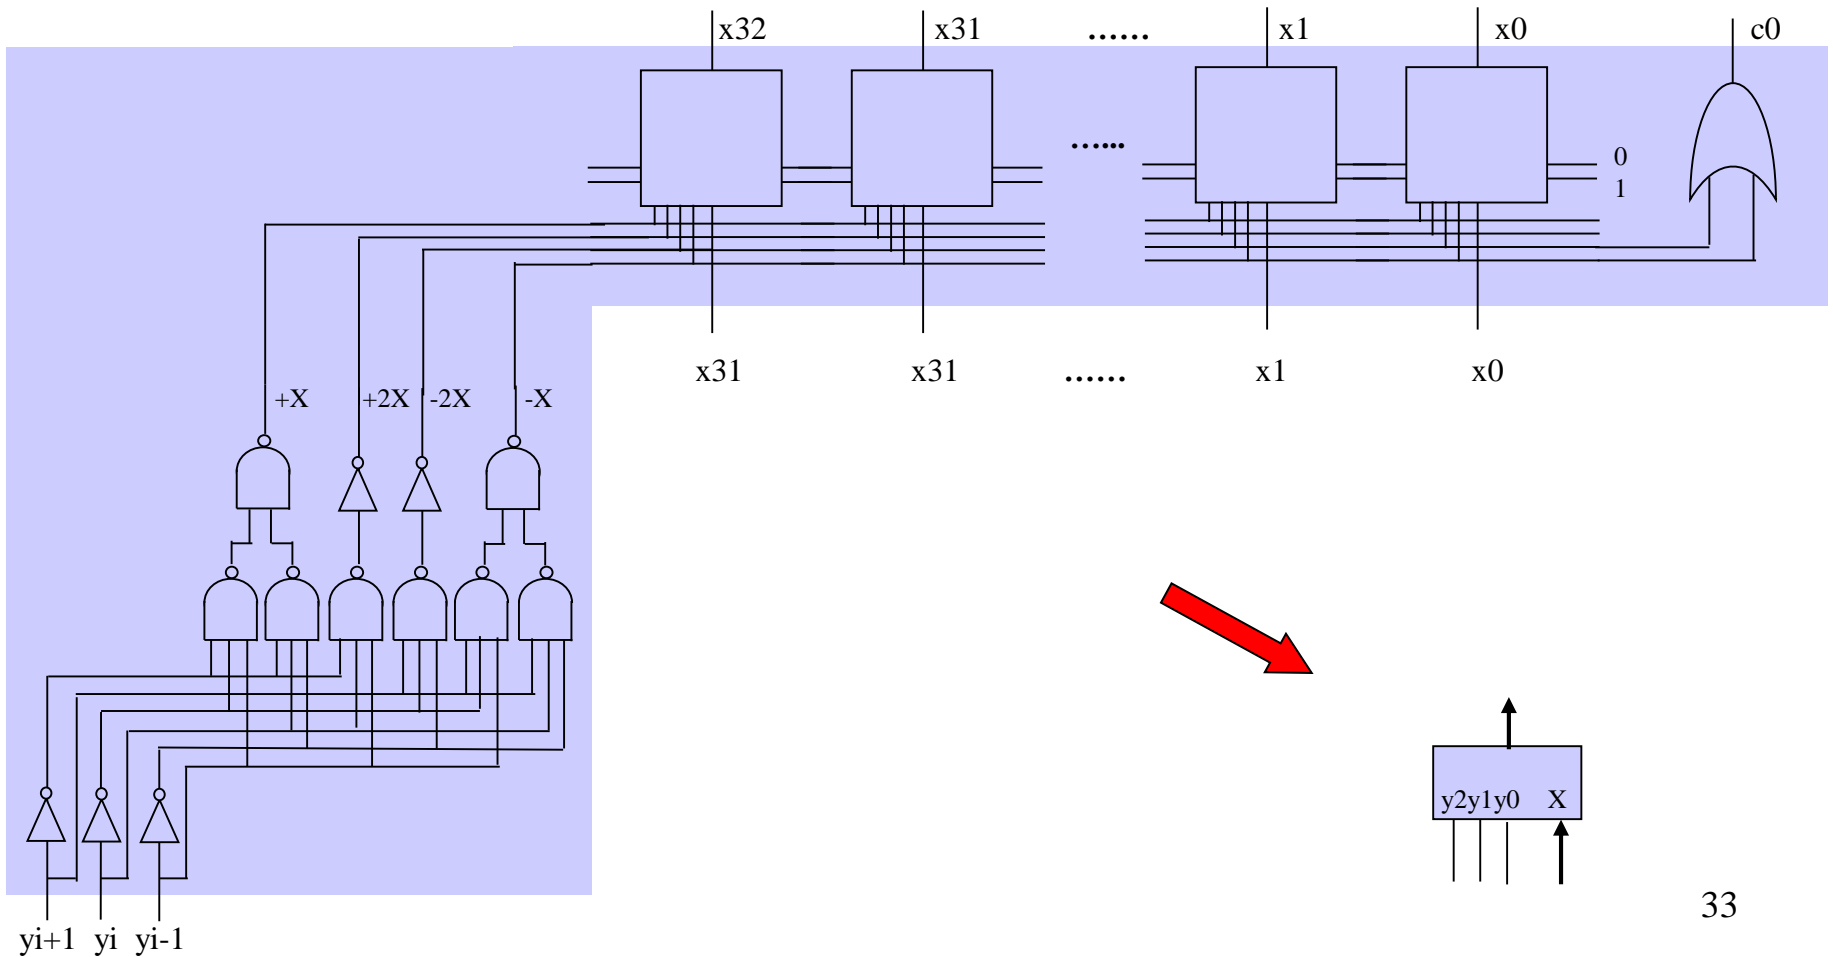 x32 x31 …… x1 x0 c0
…...
0
1
x31 x31 …… x1 x0
+X +2X -2X -X
y2y1y0 X
33
yi+1 yi yi-1